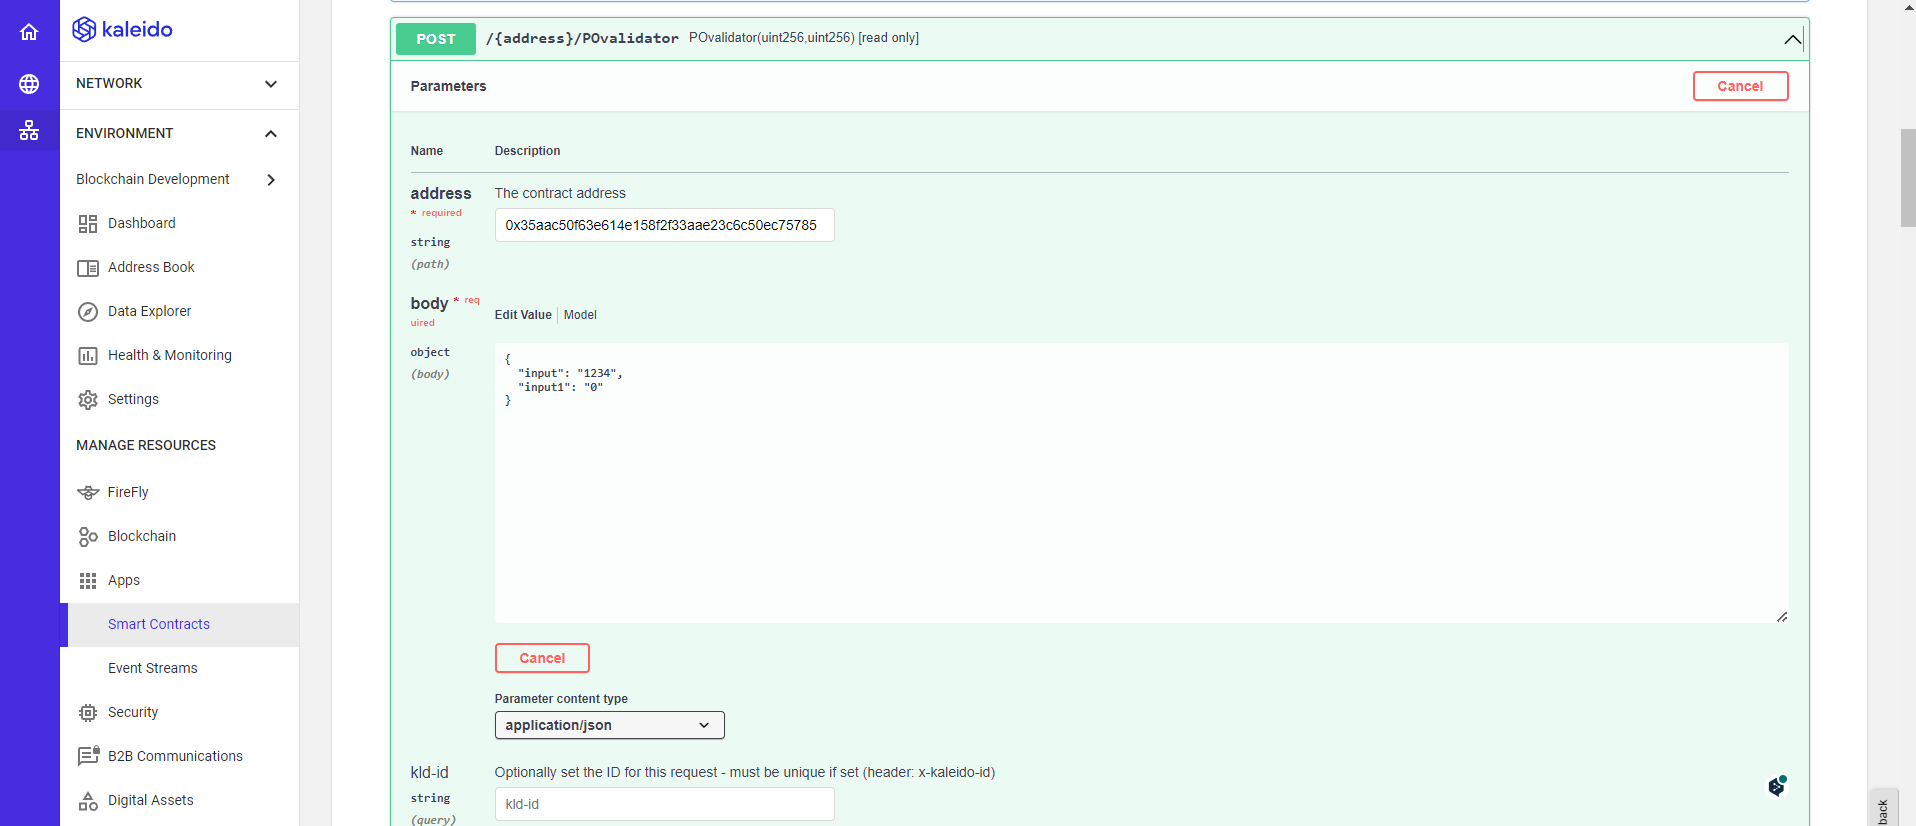 kaleido
NETWORK
ENVIRONMENT
Blockchain Development
Dashboard
Address Book
Data Explorer
Health & Monitoring
Settings
MANAGE RESOURCES
FireFly
Blockchain
Apps
Smart Contracts
Event Streams
Security
B2B Communications
Digital Assets
POST /{address}/POvalidator POvalidator(uint256,uint256) [read only]
Parameters
Cancel
Name Description
address
* required
string
(path)
The contract address
0x35aac50f63e614e158f2f33aae23c6c50ec75785
body * req
uired
object
(body)
Edit Value | Model
{
"input": "1234",
"input1": "0"
}
Cancel
Parameter content type
application/json
kld-id
string
(query)
Optionally set the ID for this request - must be unique if set (header: x-kaleido-id)
kld-id
back